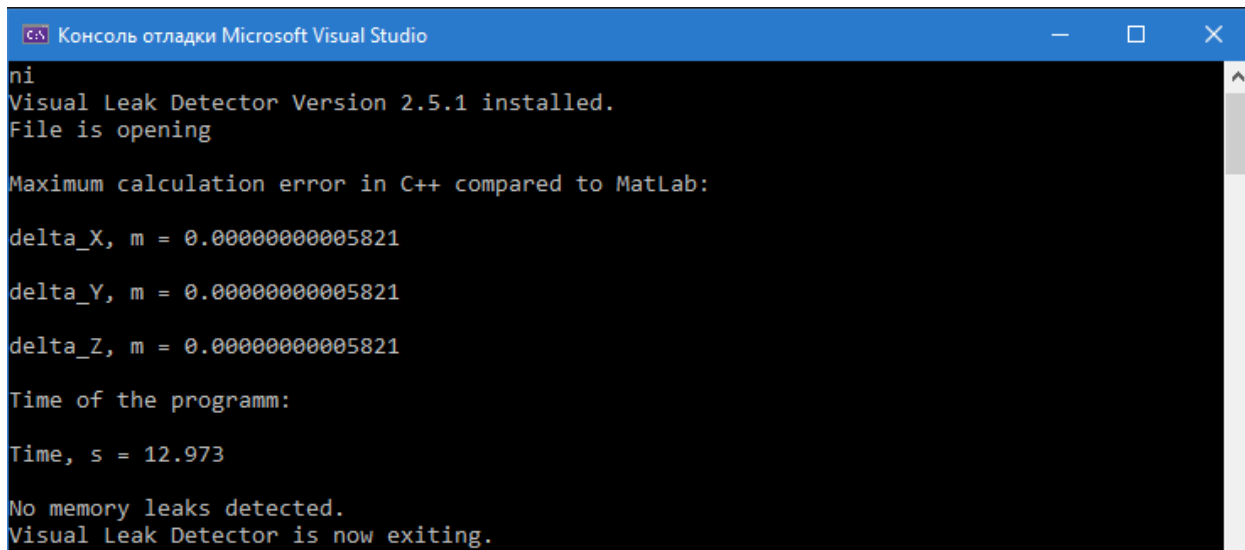 Консоль отладки Microsoft Visual Studio
ni
Visual Leak Detector Version 2.5.1 installed.
File is opening
Maximum calculation error in C++ compared to MatLab:
delta_X, m = 0.00000000005821
delta_Y, m = 0.00000000005821
delta_Z, m = 0.00000000005821
Time of the programm:
Time, s = 12.973
No memory leaks detected.
Visual Leak Detector is now exiting.